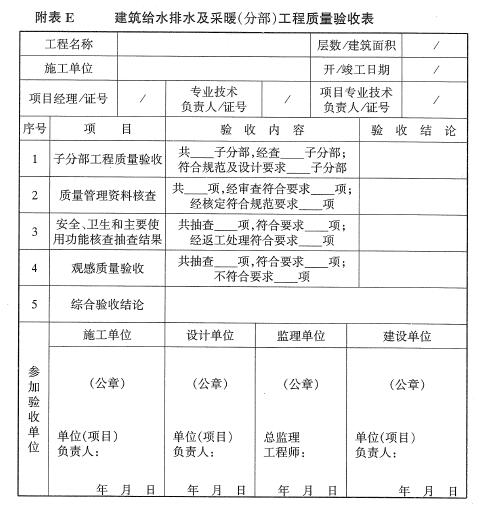 附表 E 建筑给水排水及采暖(分部)工程质量验收表
工程名称 层数/建筑面积 /
施工单位 开/竣工日期 /
项目经理/证号 / 专业技术负责人/证号 / 项目专业技术负责人/证号 /
序号 项 目 验 收 内 容 验 收 结 论
1 子分部工程质量验收 共____子分部,经查____子分部;
符合规范及设计要求____子分部
2 质量管理资料核查 共____项,经审查符合要求____项;
经核定符合规范要求____项
3 安全、卫生和主要使用功能核查抽查结果 共抽查____项,符合要求____项;
经返工处理符合要求____项
4 观感质量验收 共抽查____项,符合要求____项;
不符合要求____项
5 综合验收结论
参加验收单位
施工单位 设计单位 监理单位 建设单位
(公章) (公章) (公章) (公章)
单位(项目) 单位(项目) 总监理 单位(项目)
负责人: 负责人: 工程师: 负责人:
年 月 日 年 月 日 年 月 日 年 月 日